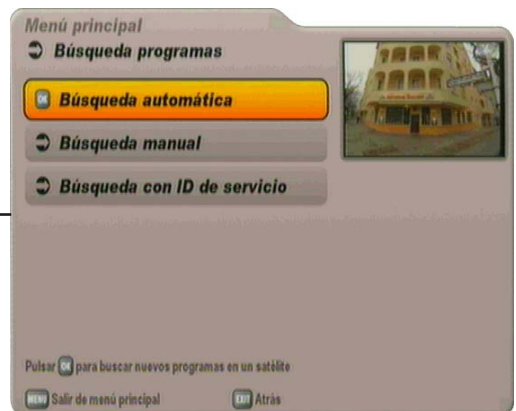 Menú principal
Búsqueda programas
OK Búsqueda automática
Búsqueda manual
Búsqueda con ID de servicio
Pulsar OK para buscar nuevos programas en un satélite
MENU Salir de menú principal EXIT Atrás